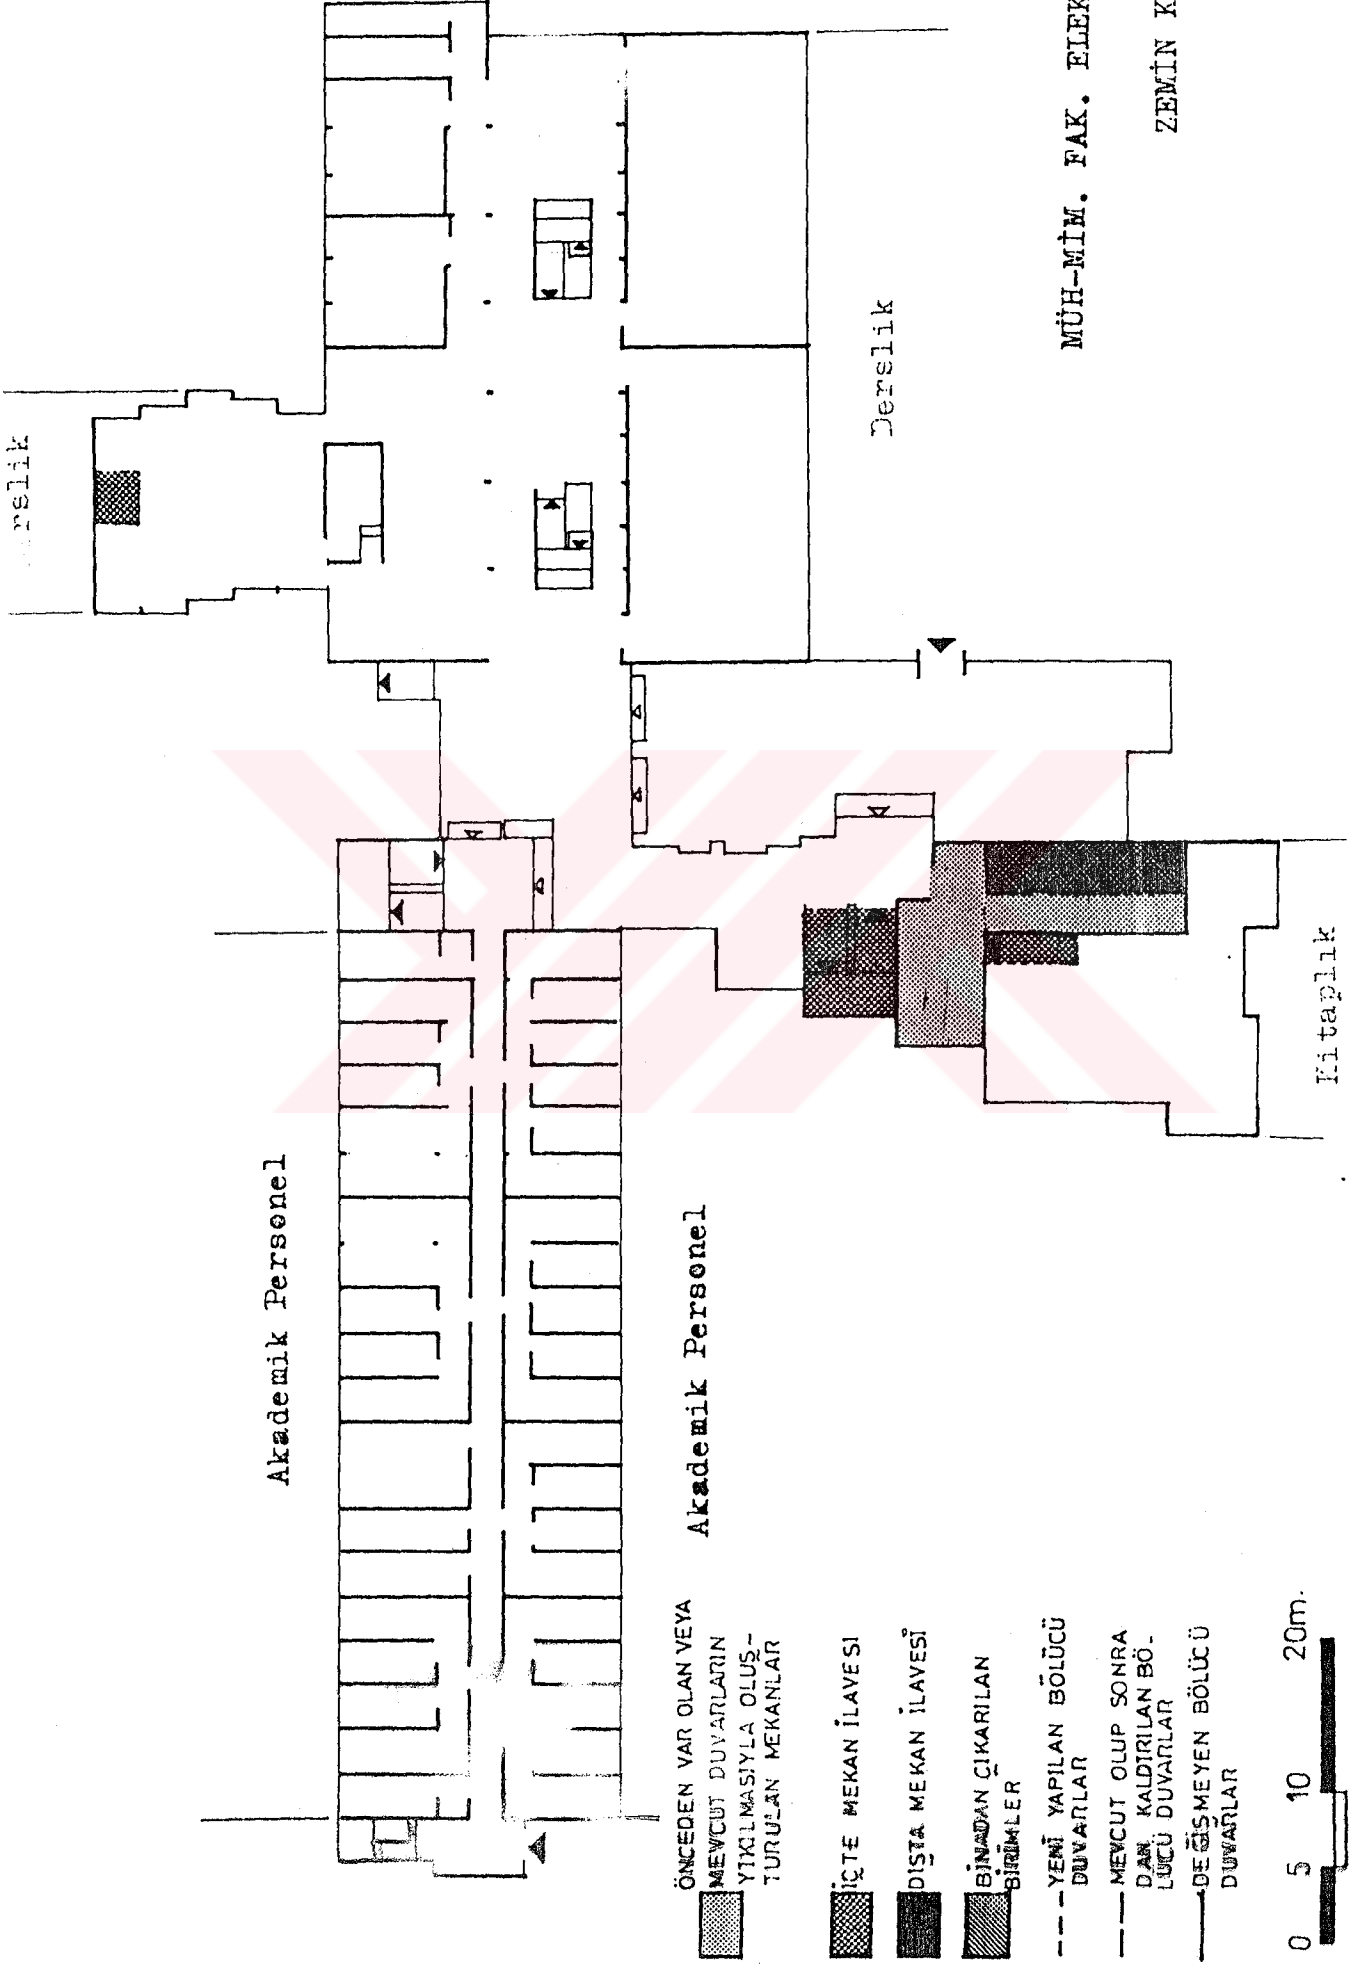 MÜH-MİM. FAK. ELEK
ZEMİN K
rslik
Derslik
Akademik Personel
Akademik Personel
Kitaplık
ÖNCEDEN VAR OLAN VEYA
MEVCUT DUVARLARIN
YIKILMASIYLA OLUŞ-
TURULAN MEKANLAR
İÇTE MEKAN İLAVESİ
DIŞTA MEKAN İLAVESİ
BİNADAN ÇIKARILAN
BİRİMLER
YENİ YAPILAN BÖLÜCÜ
DUVARLAR
MEVCUT OLUP SONRA
DAN KALDIRILAN BÖ-
LÜCÜ DUVARLAR
DEĞİŞMEYEN BÖLÜCÜ
DUVARLAR
0 5 10 20m.